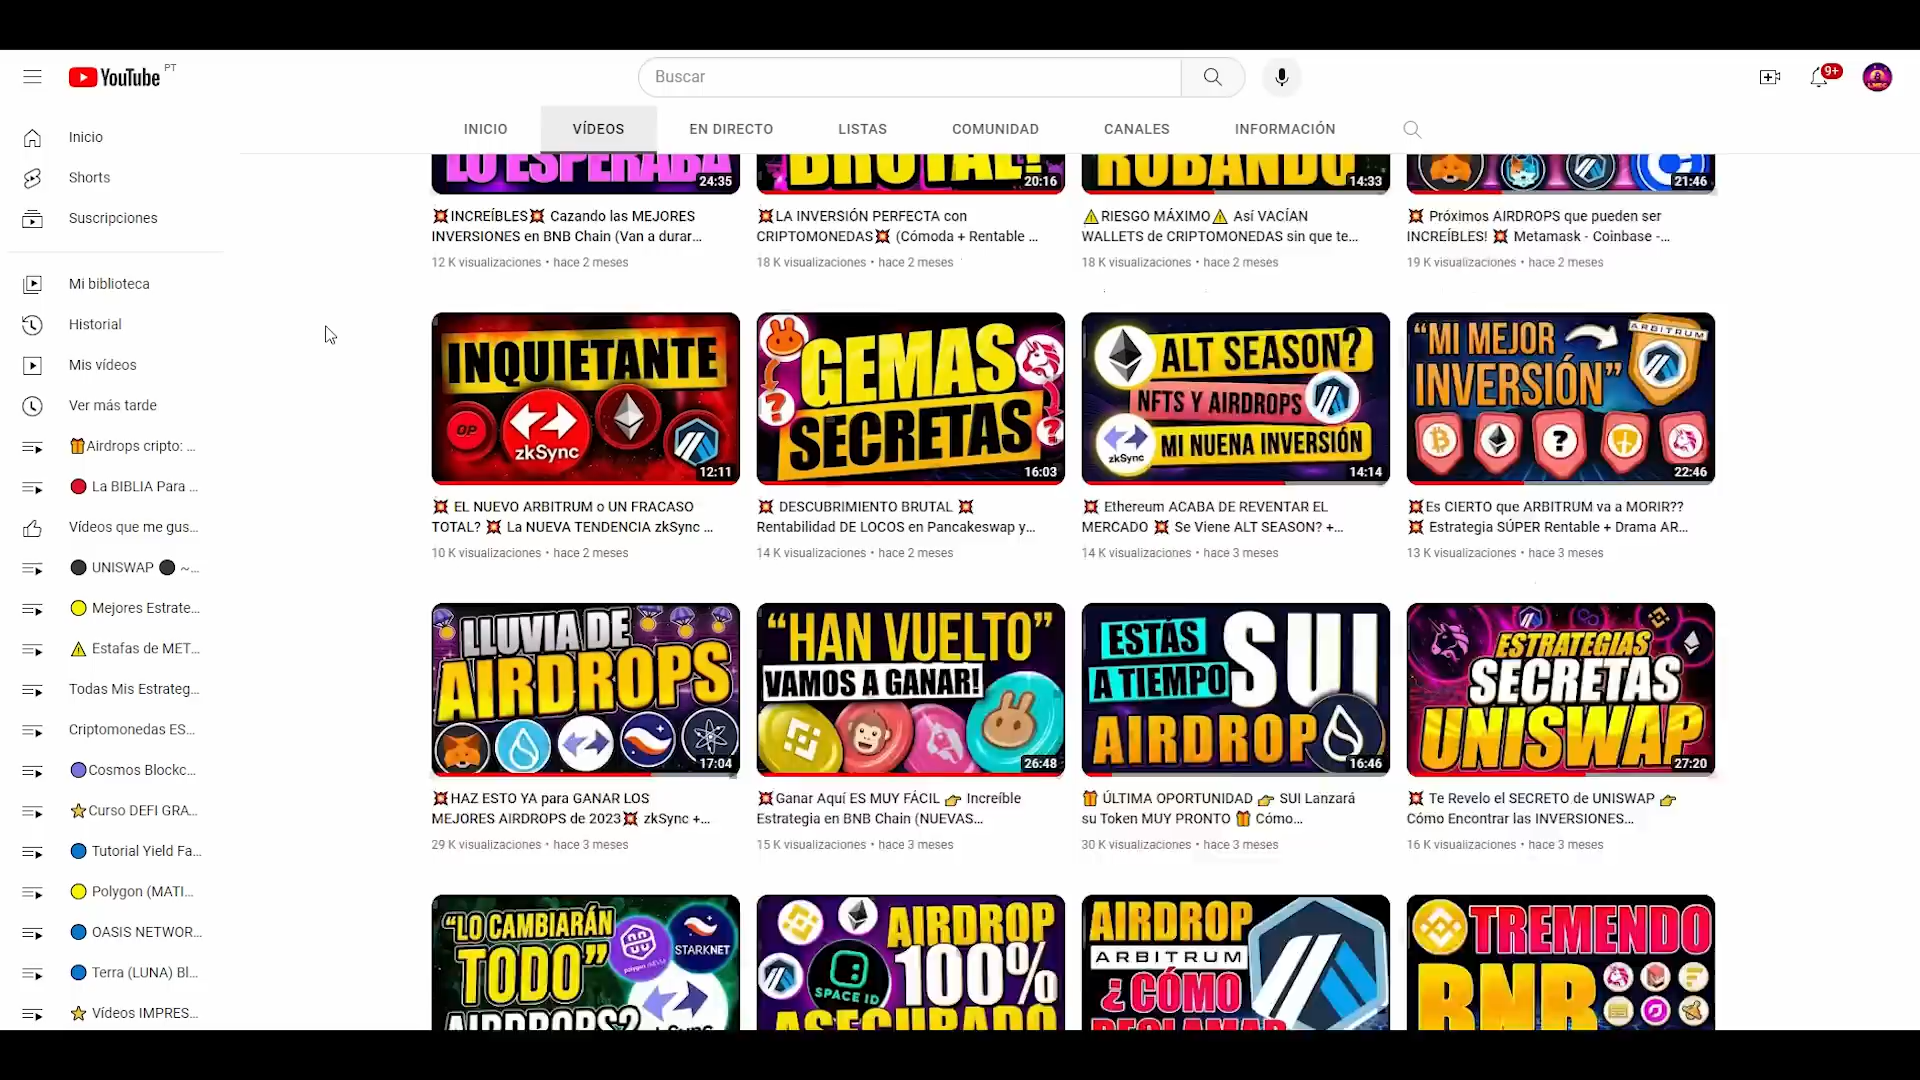 YouTube PT
Buscar
9+
INICIO
VÍDEOS
EN DIRECTO
LISTAS
COMUNIDAD
CANALES
INFORMACIÓN
Inicio
Shorts
Suscripciones
Mi biblioteca
Historial
Mis vídeos
Ver más tarde
Airdrops cripto: ...
La BIBLIA Para ...
Vídeos que me gus...
UNISWAP ~...
Mejores Estrate...
Estafas de MET...
Todas Mis Estrateg...
Criptomonedas ES...
Cosmos Blockc...
Curso DEFI GRA...
Tutorial Yield Fa...
Polygon (MATI...
OASIS NETWOR...
Terra (LUNA) Bl...
Vídeos IMPRES...
LO ESPERABA
24:35
INCREÍBLES Cazando las MEJORES
INVERSIONES en BNB Chain (Van a durar...
12 K visualizaciones • hace 2 meses
BRUTAL!
20:16
LA INVERSIÓN PERFECTA con
CRIPTOMONEDAS (Cómoda + Rentable ...
18 K visualizaciones • hace 2 meses
ROBANDO
14:33
RIESGO MÁXIMO Así VACÍAN
WALLETS de CRIPTOMONEDAS sin que te...
18 K visualizaciones • hace 2 meses
21:46
Próximos AIRDROPS que pueden ser
INCREÍBLES! Metamask - Coinbase -...
19 K visualizaciones • hace 2 meses
INQUIETANTE
OP
zkSync
12:11
EL NUEVO ARBITRUM o UN FRACASO
TOTAL? La NUEVA TENDENCIA zkSync ...
10 K visualizaciones • hace 2 meses
GEMAS
SECRETAS
?
?
16:03
DESCUBRIMIENTO BRUTAL
Rentabilidad DE LOCOS en Pancakeswap y...
14 K visualizaciones • hace 2 meses
ALT SEASON?
NFTS Y AIRDROPS
zkSync
MI NUENA INVERSIÓN
14:14
Ethereum ACABA DE REVENTAR EL
MERCADO Se Viene ALT SEASON? +...
14 K visualizaciones • hace 3 meses
"MI MEJOR
INVERSIÓN"
ARBITRUM
?
22:46
Es CIERTO que ARBITRUM va a MORIR??
Estrategia SÚPER Rentable + Drama AR...
13 K visualizaciones • hace 3 meses
LLUVIA DE
AIRDROPS
17:04
HAZ ESTO YA para GANAR LOS
MEJORES AIRDROPS de 2023 zkSync +...
29 K visualizaciones • hace 3 meses
"HAN VUELTO"
VAMOS A GANAR!
26:48
Ganar Aquí ES MUY FÁCIL Increíble
Estrategia en BNB Chain (NUEVAS...
15 K visualizaciones • hace 3 meses
ESTÁS
A TIEMPO
SUI
AIRDROP
16:46
ÚLTIMA OPORTUNIDAD SUI Lanzará
su Token MUY PRONTO Cómo...
30 K visualizaciones • hace 3 meses
ESTRATEGIAS
SECRETAS
UNISWAP
27:20
Te Revelo el SECRETO de UNISWAP
Cómo Encontrar las INVERSIONES...
16 K visualizaciones • hace 3 meses
"LO CAMBIARÁN
TODO"
AIRDROPS?
STARKNET
zkSync
AIRDROP
100%
ASEGURADO
SPACE ID
AIRDROP
ARBITRUM
¿CÓMO
RECLAMAR
TREMENDO
BNB